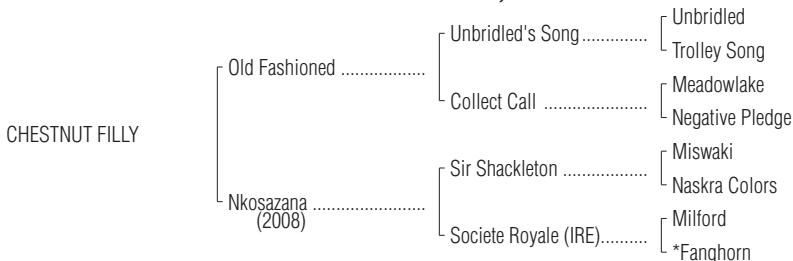 Unbridled
Unbridled's Song ..............
Trolley Song
Old Fashioned ...................
Meadowlake
Collect Call ......................
Negative Pledge
CHESTNUT FILLY
Miswaki
Sir Shackleton ..................
Naskra Colors
Nkosazana .........................
(2008)
Milford
Societe Royale (IRE)..........
*Fanghorn